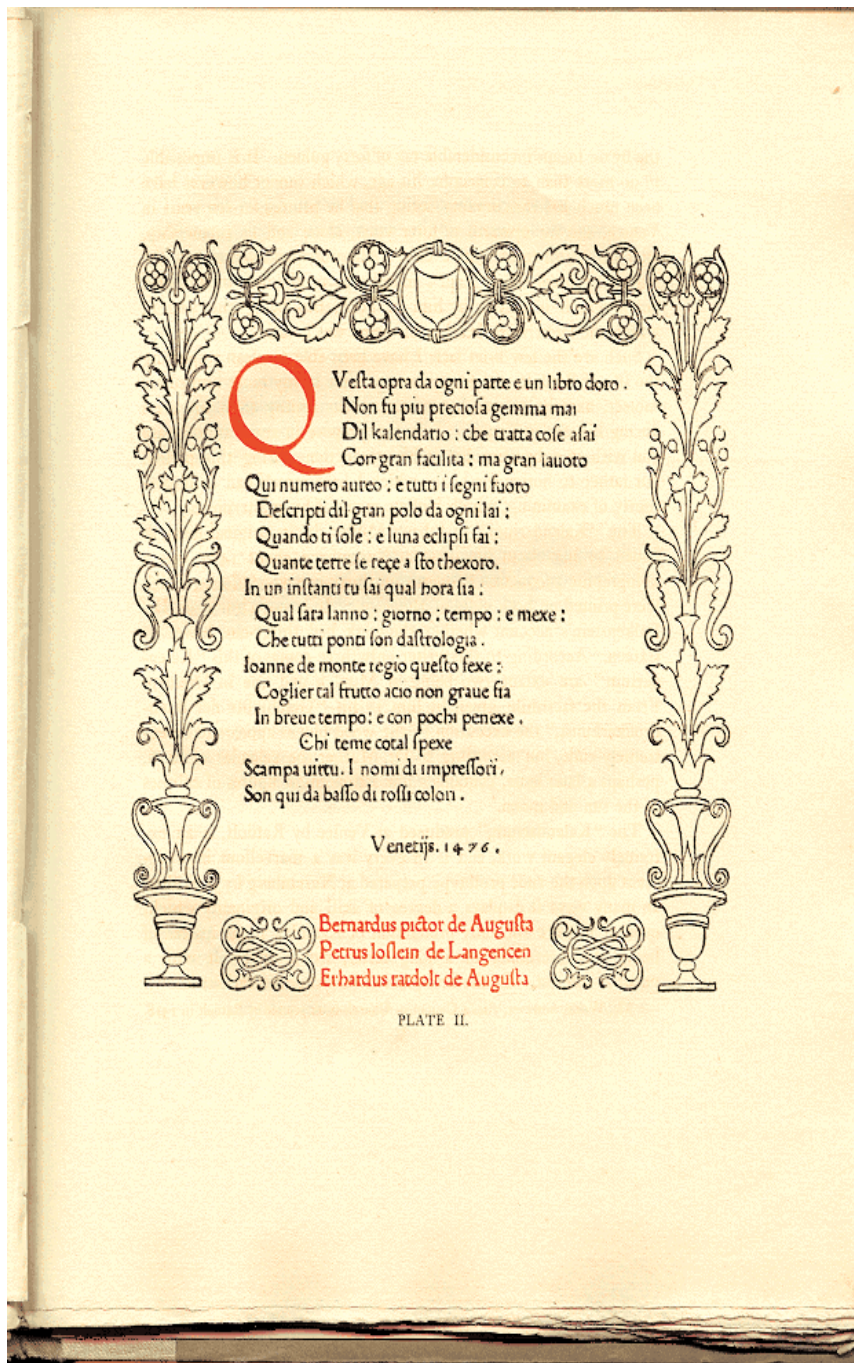 QVesta opra da ogni parte e un libro doro.
Non fu piu preciosa gemma mai
Dil kalendario: che tratta cose asai
Con gran facilita: ma gran lauoro
Qui numero aureo: e tutti i segni fuoro
Descripti dil gran polo da ogni lai:
Quando ti sole: e luna eclipsi fai:
Quante terre se reçe a sto thexoro.
In un instanti tu sai qual hora sia:
Qual sara lanno: giorno: tempo: e mexe:
Che tutti ponti son dastrologia.
Ioanne de monte regio questo fexe:
Coglier tal frutto acio non graue sia
In breue tempo: e con pochi penexe.
Chi teme cotal spexe
Scampa uirtu. I nomi di impressori,
Son qui da basso di rossi colori.
Venetijs. 1476.
Bernardus pictor de Augusta
Petrus loslein de Langencen
Erhardus ratdolt de Augusta
PLATE II.